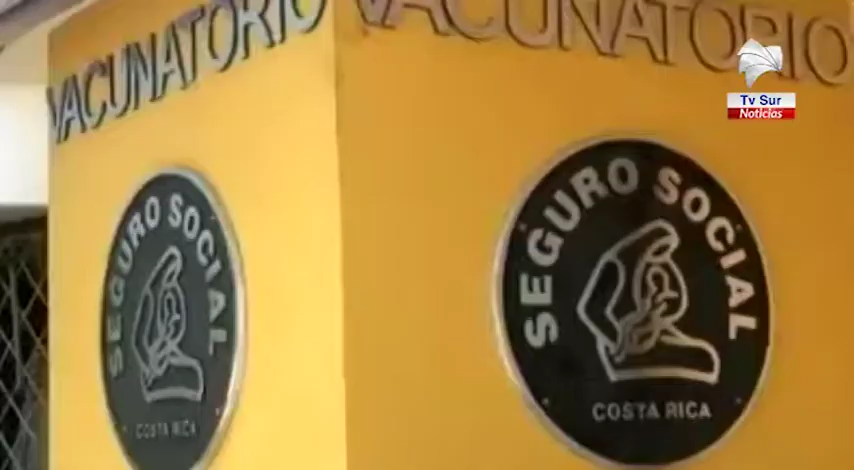 VACUNATORIO
VACUNATORIO
Tv Sur
Noticias
SEGURO SOCIAL
COSTA RICA
SEGURO SOCIAL
COSTA RICA